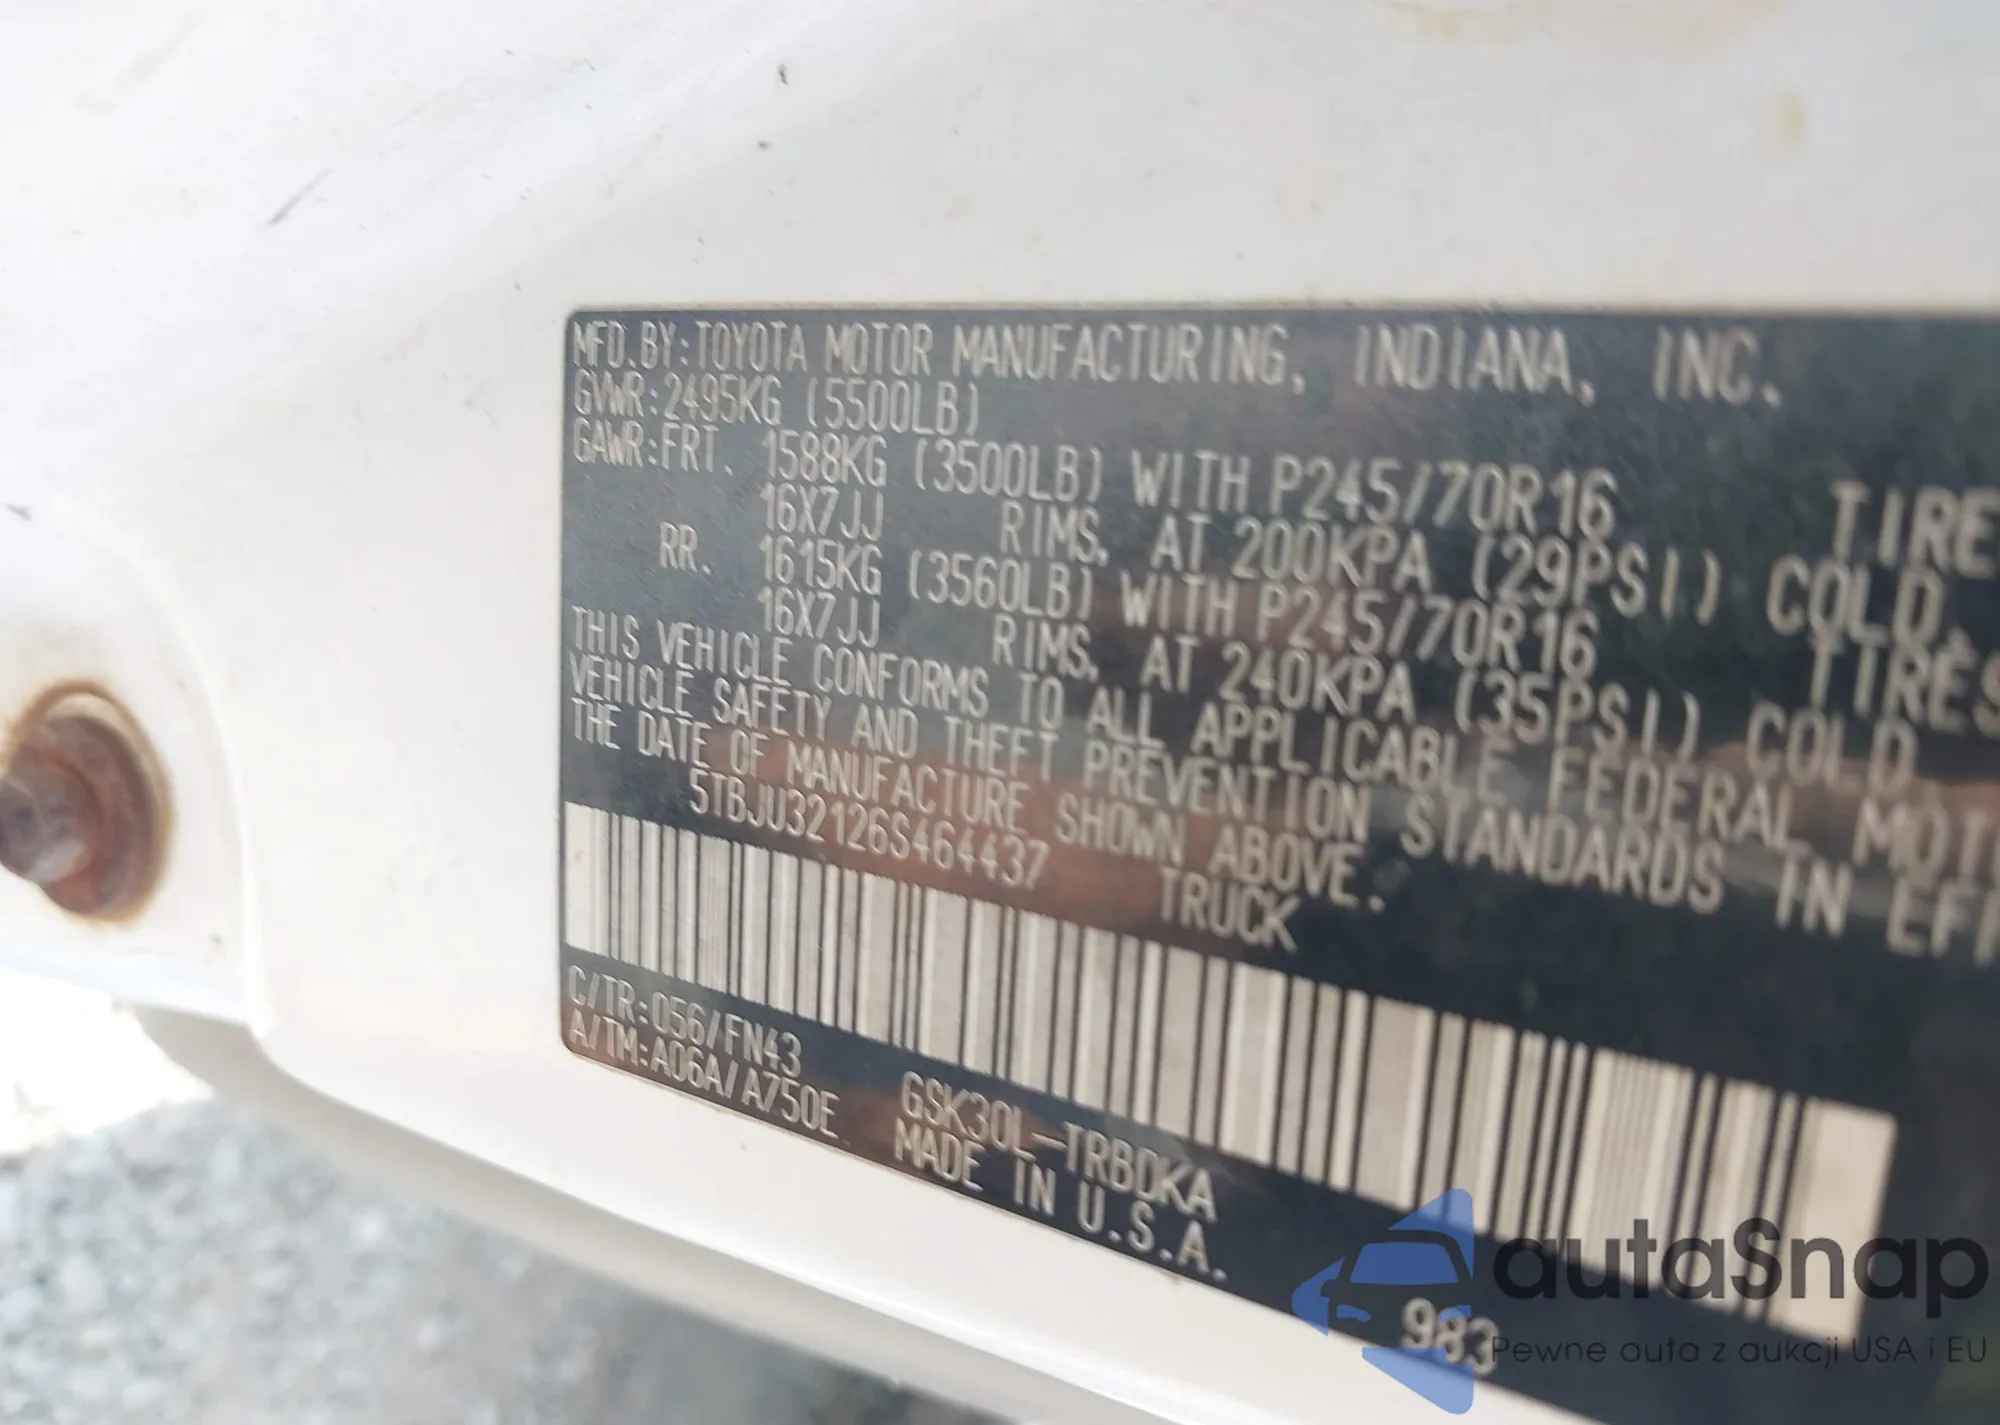 MFD.BY:TOYOTA MOTOR MANUFACTURING, INDIANA, INC.
GVWR:2495KG (5500LB)
GAWR:FRT. 1588KG (3500LB) WITH P245/70R16 TIRE
16X7JJ RIMS, AT 200KPA (29PSI) COLD.
RR. 1615KG (3560LB) WITH P245/70R16 TIRES
16X7JJ RIMS, AT 240KPA (35PSI) COLD
THIS VEHICLE CONFORMS TO ALL APPLICABLE FEDERAL MOT
VEHICLE SAFETY AND THEFT PREVENTION STANDARDS IN EF
THE DATE OF MANUFACTURE SHOWN ABOVE.
5TBJU32126S464437 TRUCK
C/TR:056/FN43 GSK30L-TRBDKA
A/TM:A06A/A750E MADE IN U.S.A.
983
autaSnap
Pewne auta z aukcji USA i EU